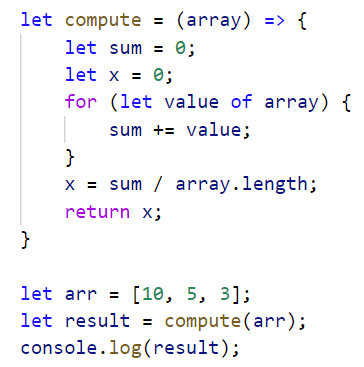 let compute = (array) => {
    let sum = 0;
    let x = 0;
    for (let value of array) {
        sum += value;
    }
    x = sum / array.length;
    return x;
}

let arr = [10, 5, 3];
let result = compute(arr);
console.log(result);